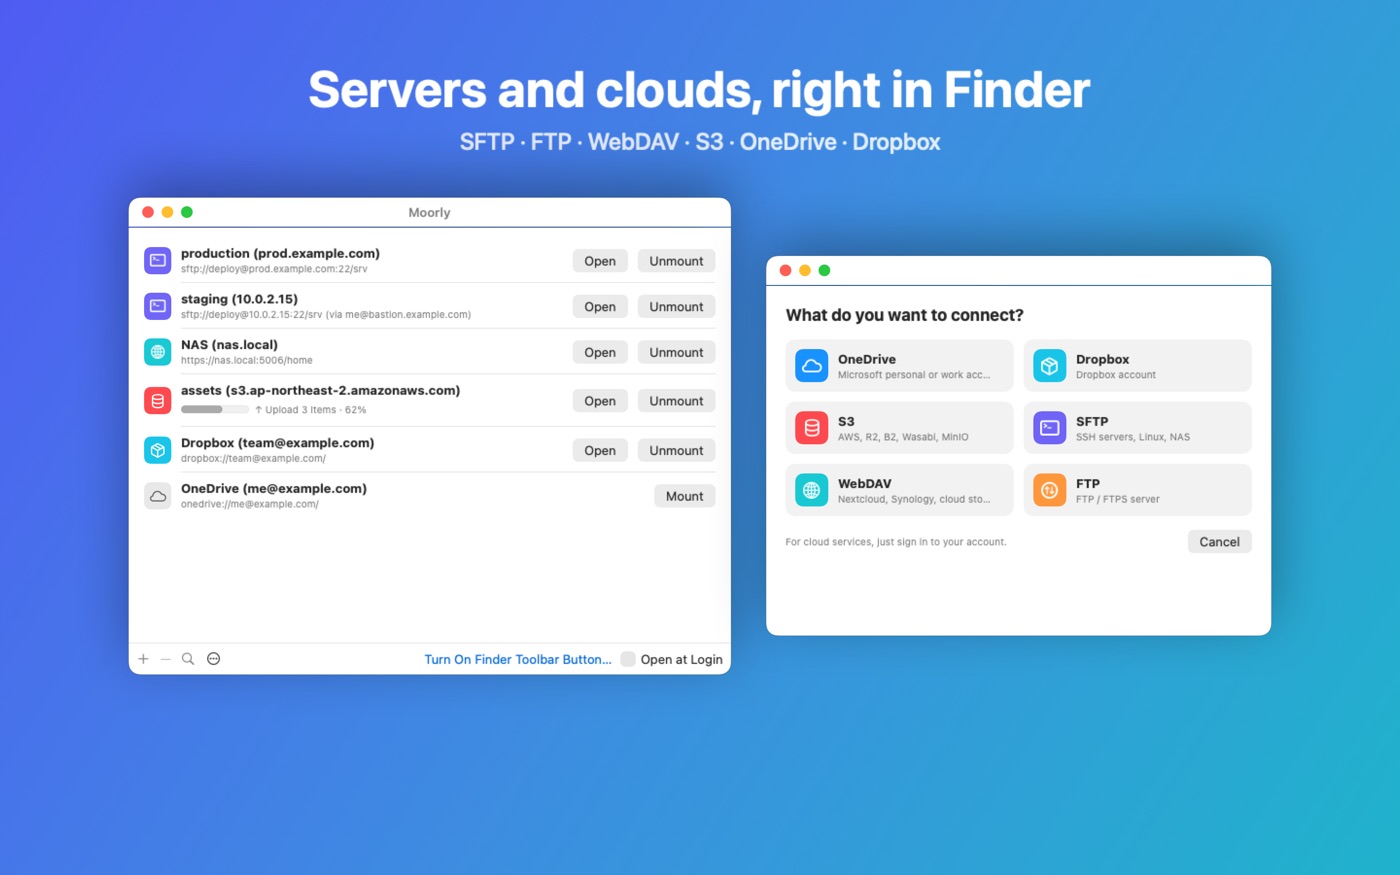 Servers and clouds, right in Finder
SFTP · FTP · WebDAV · S3 · OneDrive · Dropbox
Moorly
production (prod.example.com)
sftp://deploy@prod.example.com:22/srv
Open
Unmount
staging (10.0.2.15)
sftp://deploy@10.0.2.15:22/srv (via me@bastion.example.com)
Open
Unmount
NAS (nas.local)
https://nas.local:5006/home
Open
Unmount
assets (s3.ap-northeast-2.amazonaws.com)
↑ Upload 3 items · 62%
Open
Unmount
Dropbox (team@example.com)
dropbox://team@example.com/
Open
Unmount
OneDrive (me@example.com)
onedrive://me@example.com/
Mount
Turn On Finder Toolbar Button...
Open at Login
What do you want to connect?
OneDrive
Microsoft personal or work acc...
Dropbox
Dropbox account
S3
AWS, R2, B2, Wasabi, MinIO
SFTP
SSH servers, Linux, NAS
WebDAV
Nextcloud, Synology, cloud sto...
FTP
FTP / FTPS server
For cloud services, just sign in to your account.
Cancel